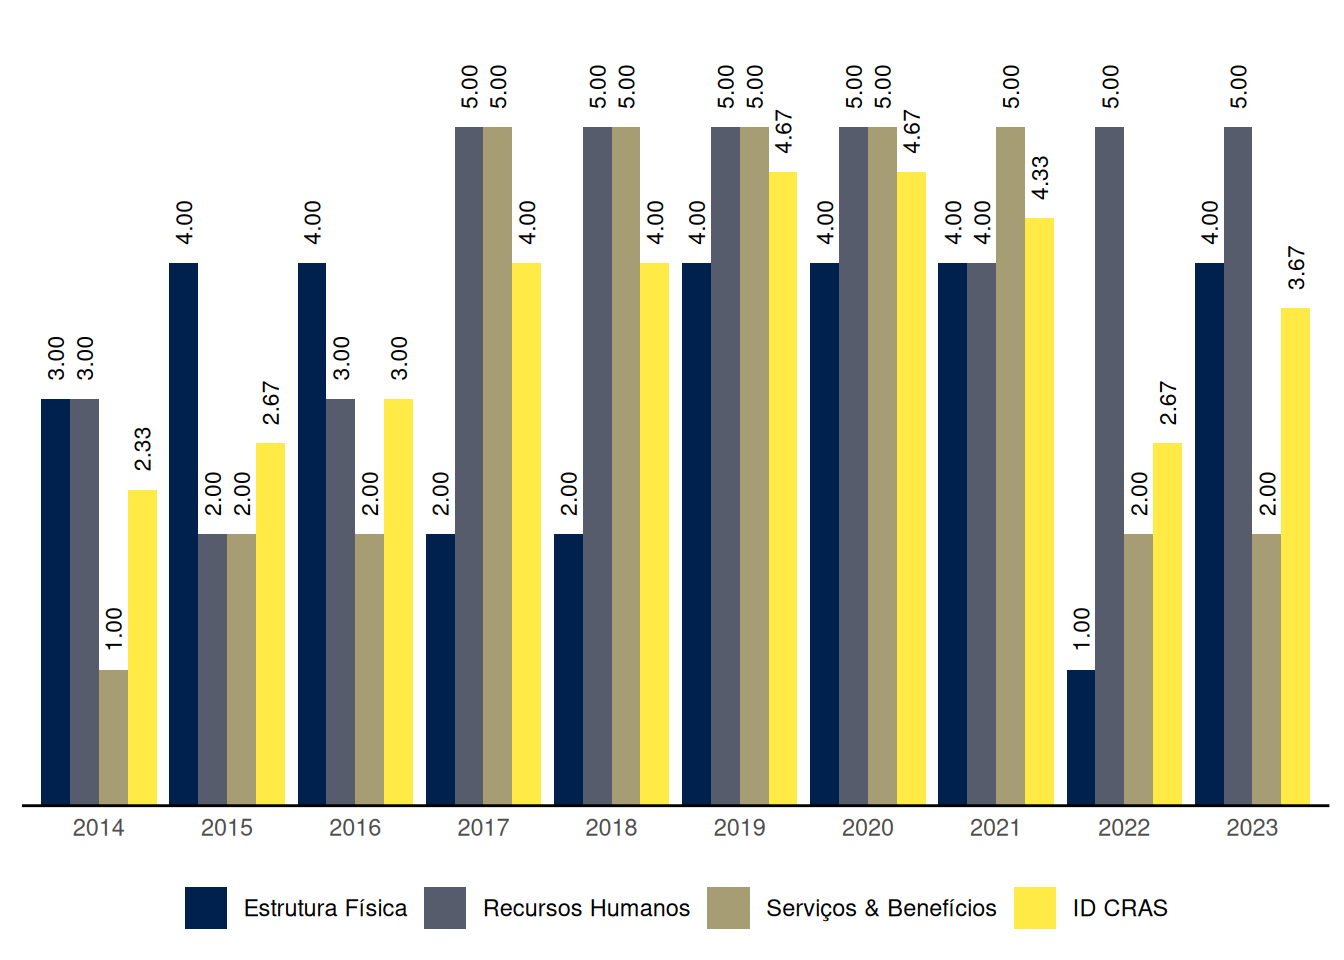 3.00 3.00 1.00 2.33
4.00 2.00 2.00 2.67
4.00 3.00 2.00 3.00
2.00 5.00 5.00 4.00
2.00 5.00 5.00 4.00
4.00 5.00 5.00 4.67
4.00 5.00 5.00 4.67
4.00 4.00 5.00 4.33
1.00 5.00 2.00 2.67
4.00 5.00 2.00 3.67
2014 2015 2016 2017 2018 2019 2020 2021 2022 2023
Estrutura Física Recursos Humanos Serviços & Benefícios ID CRAS